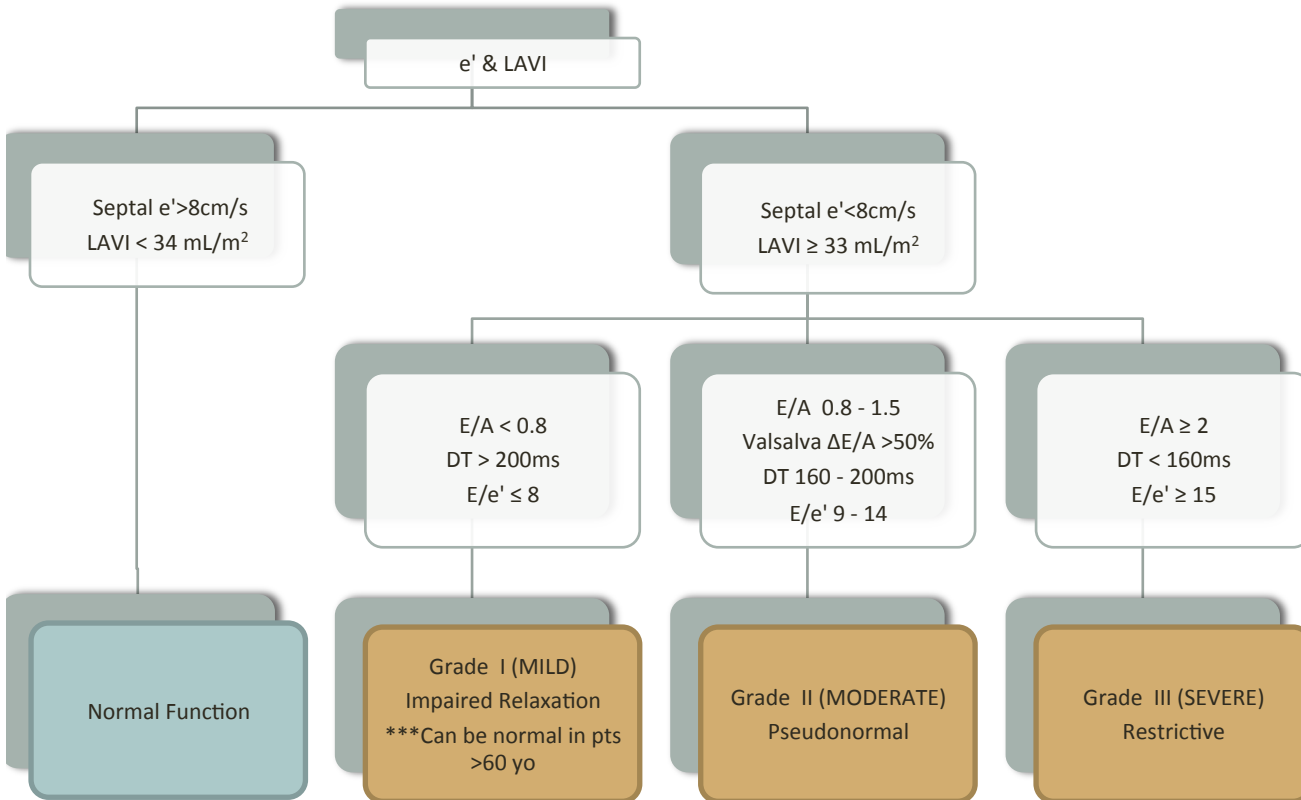 e' & LAVI
Septal e'>8cm/s
LAVI < 34 mL/m²
Septal e'<8cm/s
LAVI ≥ 33 mL/m²
E/A < 0.8
DT > 200ms
E/e' ≤ 8
E/A 0.8 - 1.5
Valsalva ΔE/A >50%
DT 160 - 200ms
E/e' 9 - 14
E/A ≥ 2
DT < 160ms
E/e' ≥ 15
Normal Function
Grade I (MILD)
Impaired Relaxation
***Can be normal in pts
>60 yo
Grade II (MODERATE)
Pseudonormal
Grade III (SEVERE)
Restrictive